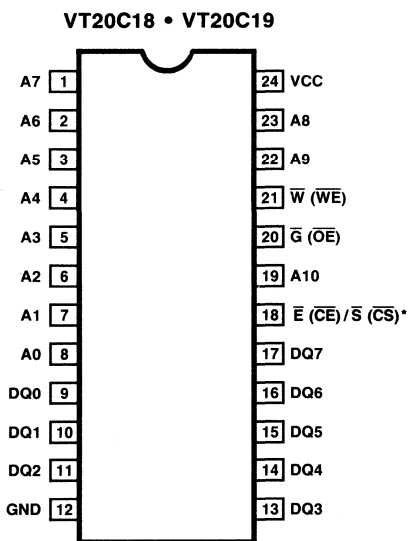 VT20C18 • VT20C19
A7 1 24 VCC
A6 2 23 A8
A5 3 22 A9
A4 4 21 W̅ (W̅E̅)
A3 5 20 G̅ (O̅E̅)
A2 6 19 A10
A1 7 18 E̅ (C̅E̅)/S̅ (C̅S̅)*
A0 8 17 DQ7
DQ0 9 16 DQ6
DQ1 10 15 DQ5
DQ2 11 14 DQ4
GND 12 13 DQ3